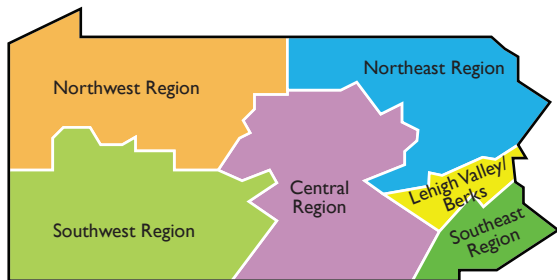 Northwest Region
Northeast Region
Southwest Region
Central
Region
Lehigh Valley/
Berks
Southeast
Region